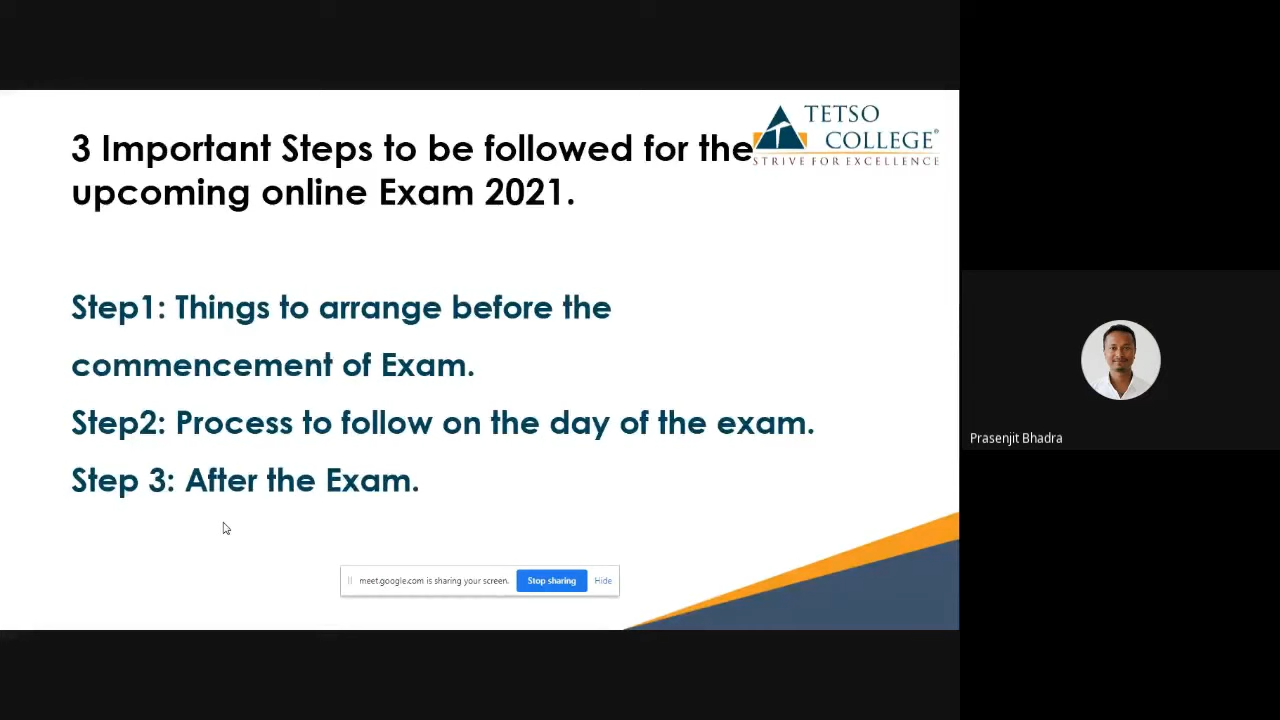 3 Important Steps to be followed for the
upcoming online Exam 2021.
TETSO
COLLEGE®
STRIVE FOR EXCELLENCE
Step1: Things to arrange before the
commencement of Exam.
Step2: Process to follow on the day of the exam.
Step 3: After the Exam.
meet.google.com is sharing your screen. Stop sharing Hide
Prasenjit Bhadra